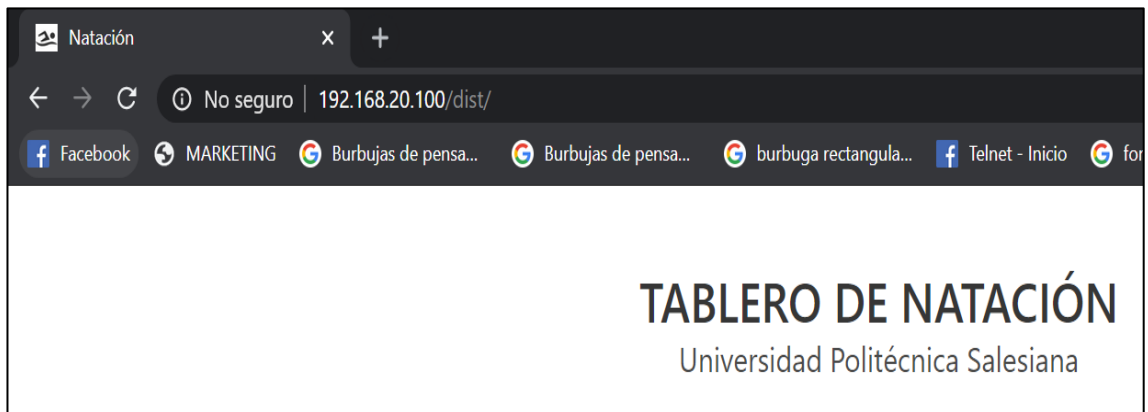 Natación
No seguro | 192.168.20.100/dist/
Facebook MARKETING Burbujas de pensa... Burbujas de pensa... burbuga rectangula... Telnet - Inicio for
TABLERO DE NATACIÓN
Universidad Politécnica Salesiana